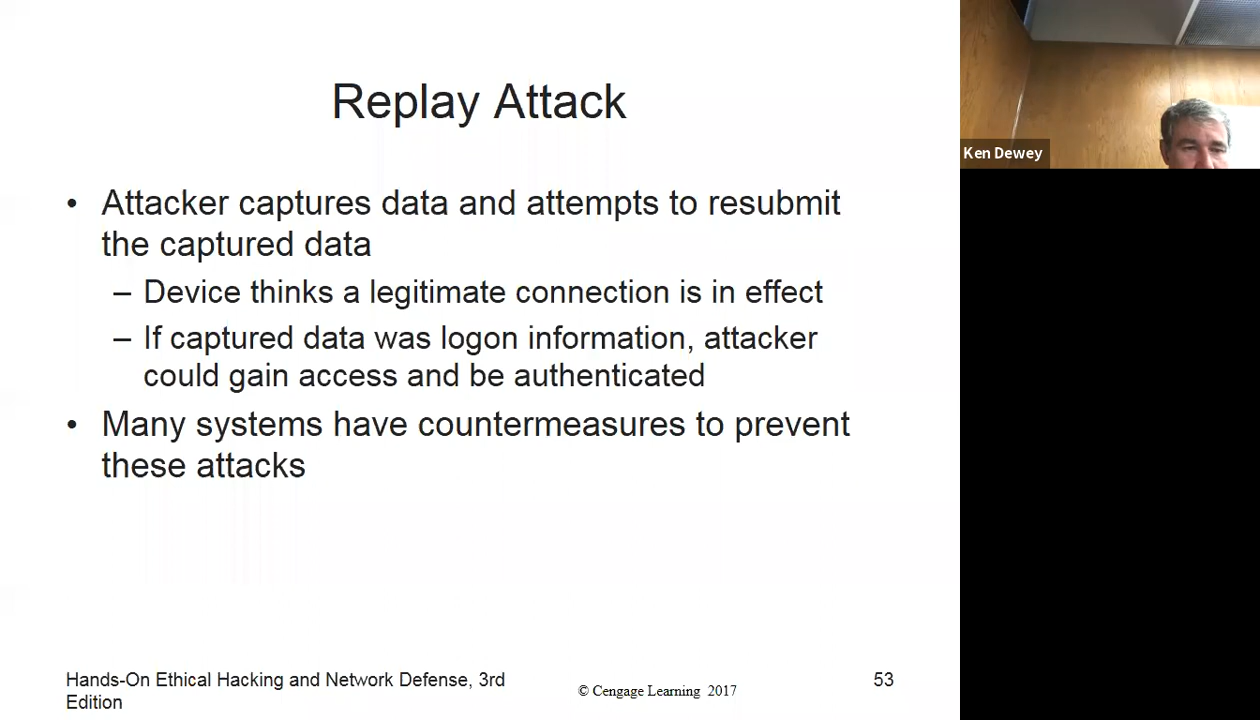 Replay Attack
• Attacker captures data and attempts to resubmit
the captured data
– Device thinks a legitimate connection is in effect
– If captured data was logon information, attacker
could gain access and be authenticated
• Many systems have countermeasures to prevent
these attacks
Hands-On Ethical Hacking and Network Defense, 3rd
Edition
© Cengage Learning 2017
53
Ken Dewey